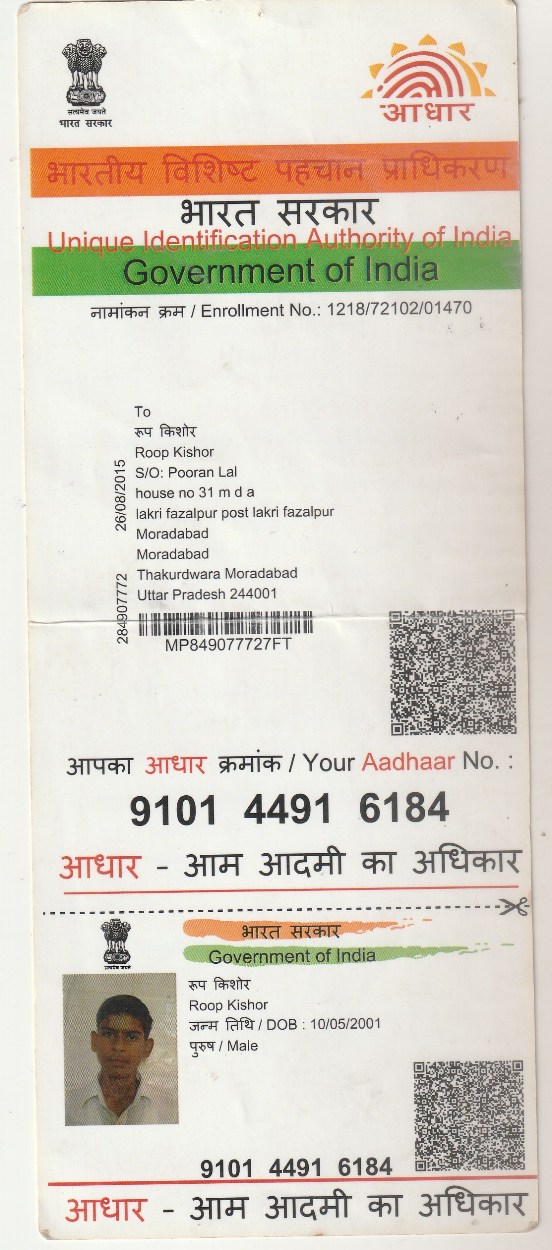 सत्यमेव जयते
भारत सरकार
आधार
भारतीय विशिष्ट पहचान प्राधिकरण
भारत सरकार
Unique Identification Authority of India
Government of India
नामांकन क्रम / Enrollment No.: 1218/72102/01470
To
रूप किशोर
Roop Kishor
S/O: Pooran Lal
house no 31 m d a
lakri fazalpur post lakri fazalpur
Moradabad
Moradabad
Thakurdwara Moradabad
Uttar Pradesh 244001
26/08/2015
284907772
MP849077727FT
आपका आधार क्रमांक / Your Aadhaar No. :
9101 4491 6184
आधार - आम आदमी का अधिकार
भारत सरकार
Government of India
सत्यमेव जयते
रूप किशोर
Roop Kishor
जन्म तिथि / DOB : 10/05/2001
पुरुष / Male
9101 4491 6184
आधार - आम आदमी का अधिकार